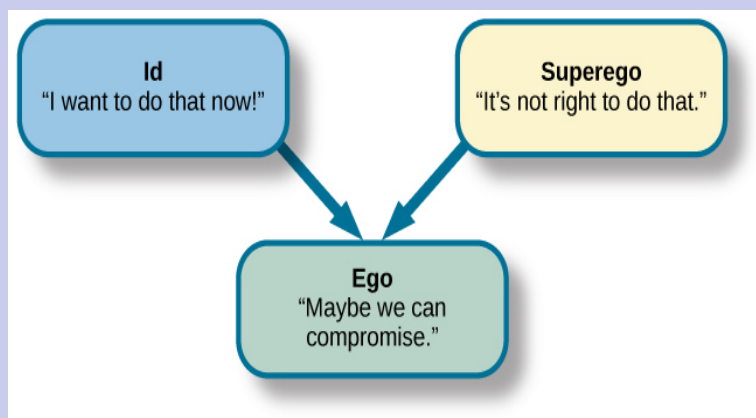 Id
“I want to do that now!”
Superego
“It’s not right to do that.”
Ego
“Maybe we can
compromise.”